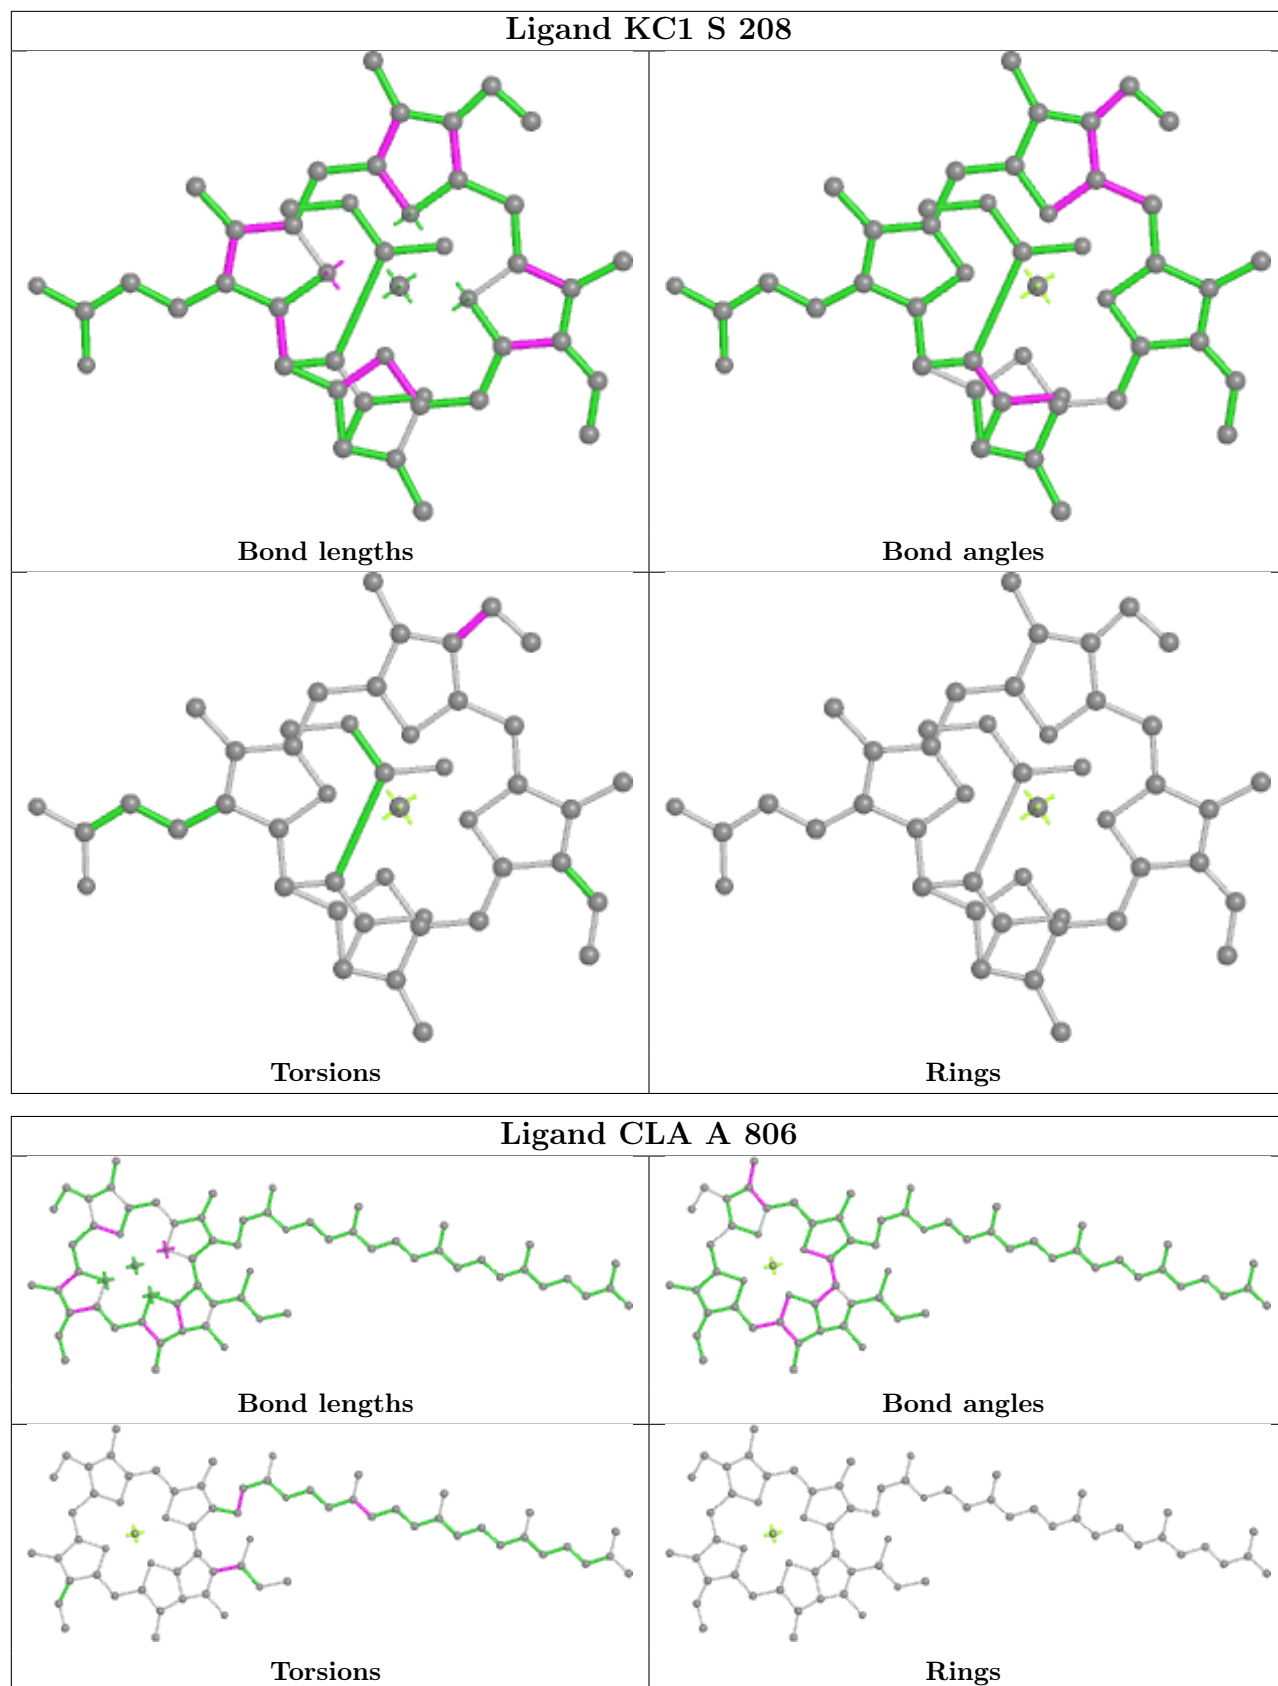 Ligand KC1 S 208
Bond lengths
Bond angles
Torsions
Rings
Ligand CLA A 806
Bond lengths
Bond angles
Torsions
Rings